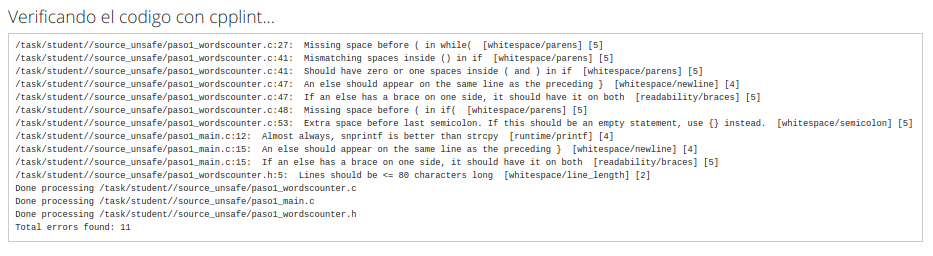 Verificando el codigo con cpplint...
/task/student//source_unsafe/paso1_wordscounter.c:27:  Missing space before ( in while(  [whitespace/parens] [5]
/task/student//source_unsafe/paso1_wordscounter.c:41:  Mismatching spaces inside () in if  [whitespace/parens] [5]
/task/student//source_unsafe/paso1_wordscounter.c:41:  Should have zero or one spaces inside ( and ) in if  [whitespace/parens] [5]
/task/student//source_unsafe/paso1_wordscounter.c:47:  An else should appear on the same line as the preceding }  [whitespace/newline] [4]
/task/student//source_unsafe/paso1_wordscounter.c:47:  If an else has a brace on one side, it should have it on both  [readability/braces] [5]
/task/student//source_unsafe/paso1_wordscounter.c:48:  Missing space before ( in if(  [whitespace/parens] [5]
/task/student//source_unsafe/paso1_wordscounter.c:53:  Extra space before last semicolon. If this should be an empty statement, use {} instead.  [whitespace/semicolon] [5]
/task/student//source_unsafe/paso1_main.c:12:  Almost always, snprintf is better than strcpy  [runtime/printf] [4]
/task/student//source_unsafe/paso1_main.c:15:  An else should appear on the same line as the preceding }  [whitespace/newline] [4]
/task/student//source_unsafe/paso1_main.c:15:  If an else has a brace on one side, it should have it on both  [readability/braces] [5]
/task/student//source_unsafe/paso1_wordscounter.h:5:  Lines should be <= 80 characters long  [whitespace/line_length] [2]
Done processing /task/student//source_unsafe/paso1_wordscounter.c
Done processing /task/student//source_unsafe/paso1_main.c
Done processing /task/student//source_unsafe/paso1_wordscounter.h
Total errors found: 11